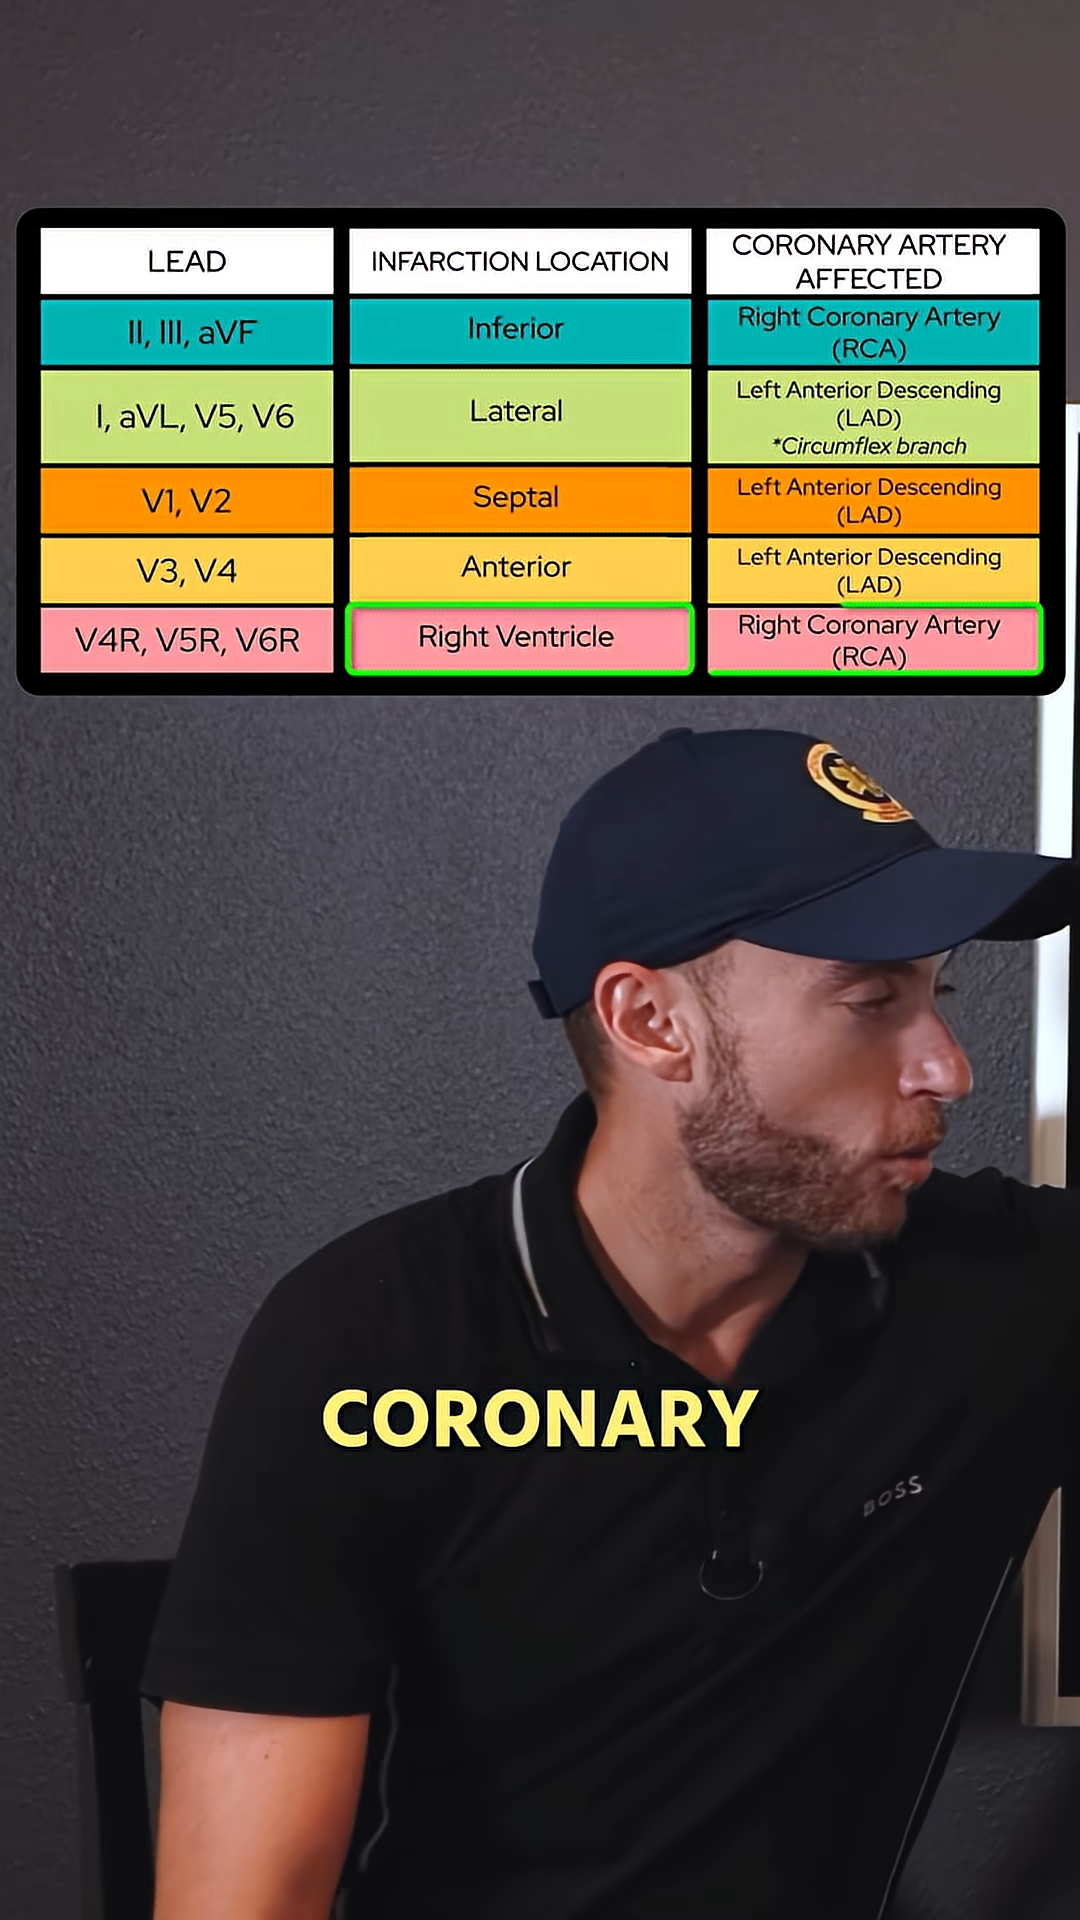 LEAD
INFARCTION LOCATION
CORONARY ARTERY
AFFECTED
II, III, aVF
Inferior
Right Coronary Artery
(RCA)
I, aVL, V5, V6
Lateral
Left Anterior Descending
(LAD)
*Circumflex branch
V1, V2
Septal
Left Anterior Descending
(LAD)
V3, V4
Anterior
Left Anterior Descending
(LAD)
V4R, V5R, V6R
Right Ventricle
Right Coronary Artery
(RCA)
CORONARY
BOSS